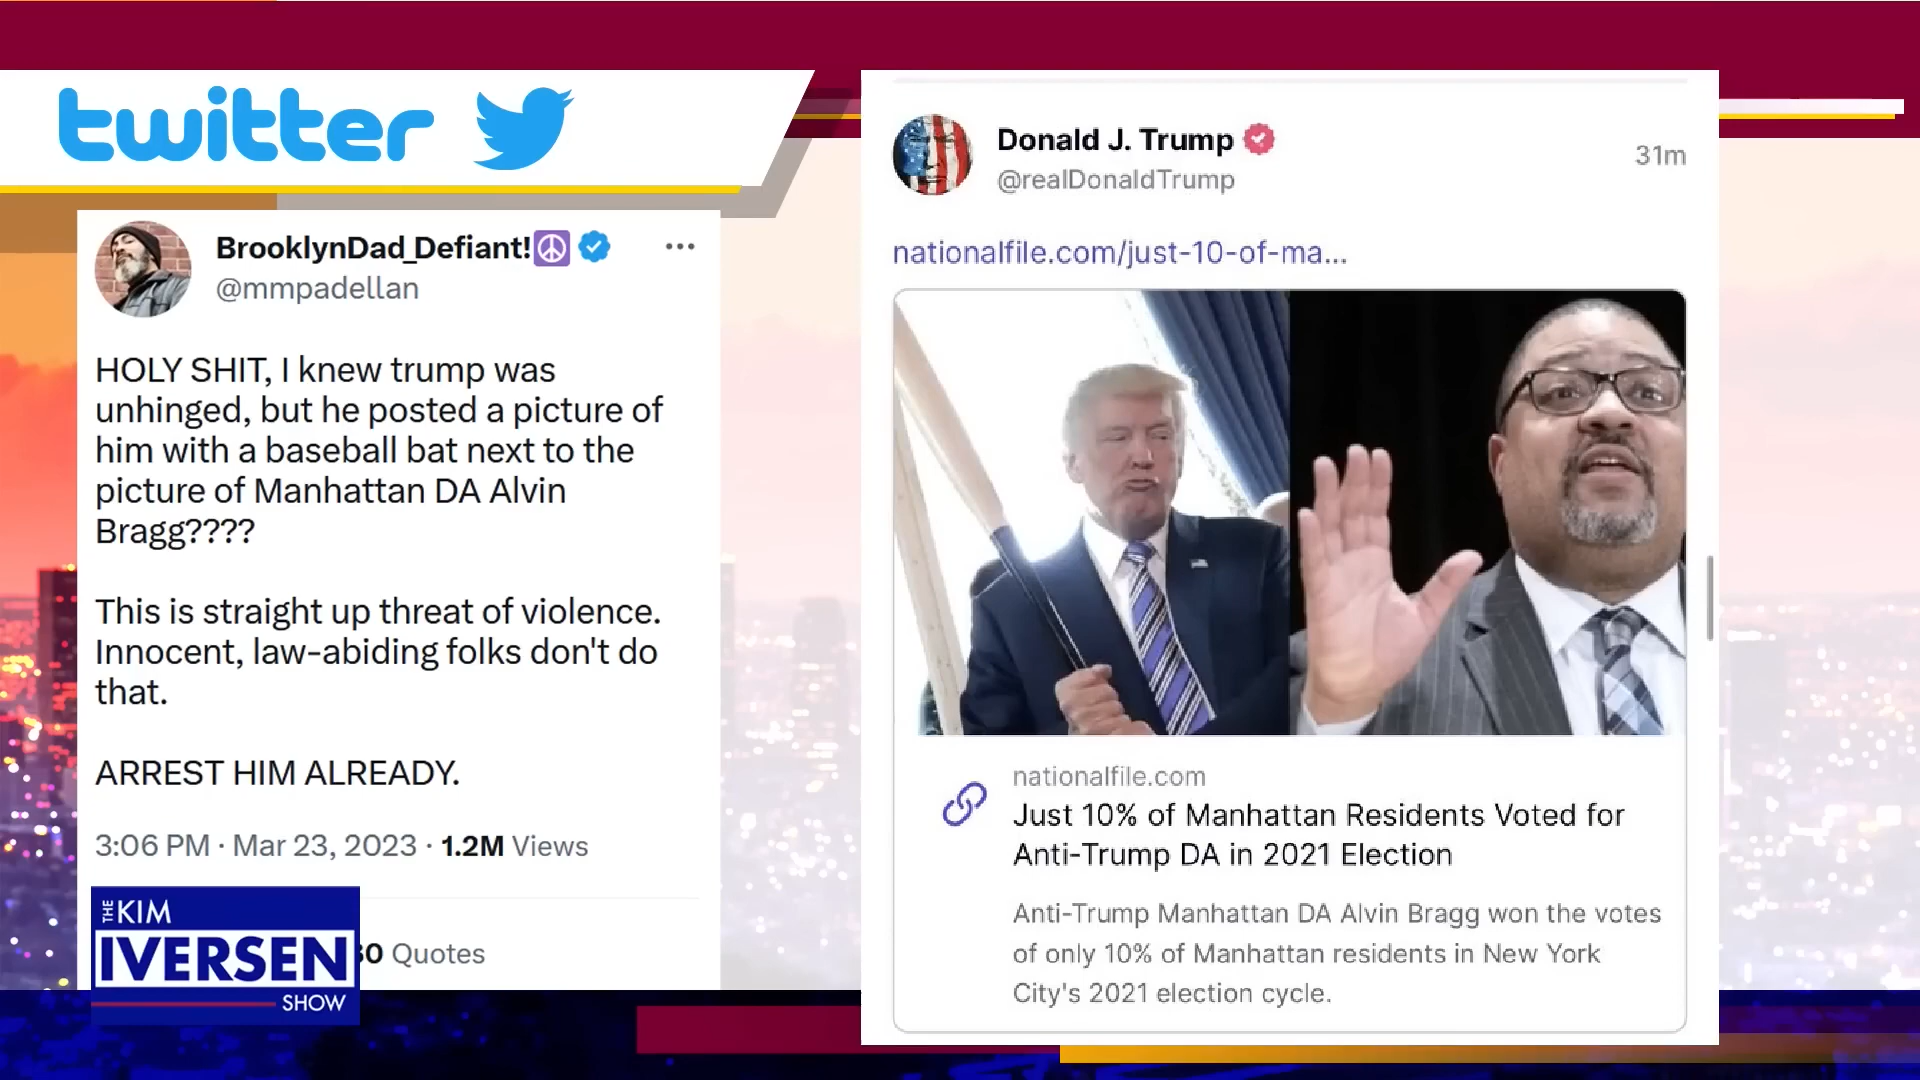 twitter
BrooklynDad_Defiant!
@mmpadellan
HOLY SHIT, I knew trump was
unhinged, but he posted a picture of
him with a baseball bat next to the
picture of Manhattan DA Alvin
Bragg????
This is straight up threat of violence.
Innocent, law-abiding folks don't do
that.
ARREST HIM ALREADY.
3:06 PM · Mar 23, 2023 · 1.2M Views
0 Quotes
THE KIM
IVERSEN
SHOW
Donald J. Trump
31m
@realDonaldTrump
nationalfile.com/just-10-of-ma...
nationalfile.com
Just 10% of Manhattan Residents Voted for
Anti-Trump DA in 2021 Election
Anti-Trump Manhattan DA Alvin Bragg won the votes
of only 10% of Manhattan residents in New York
City's 2021 election cycle.